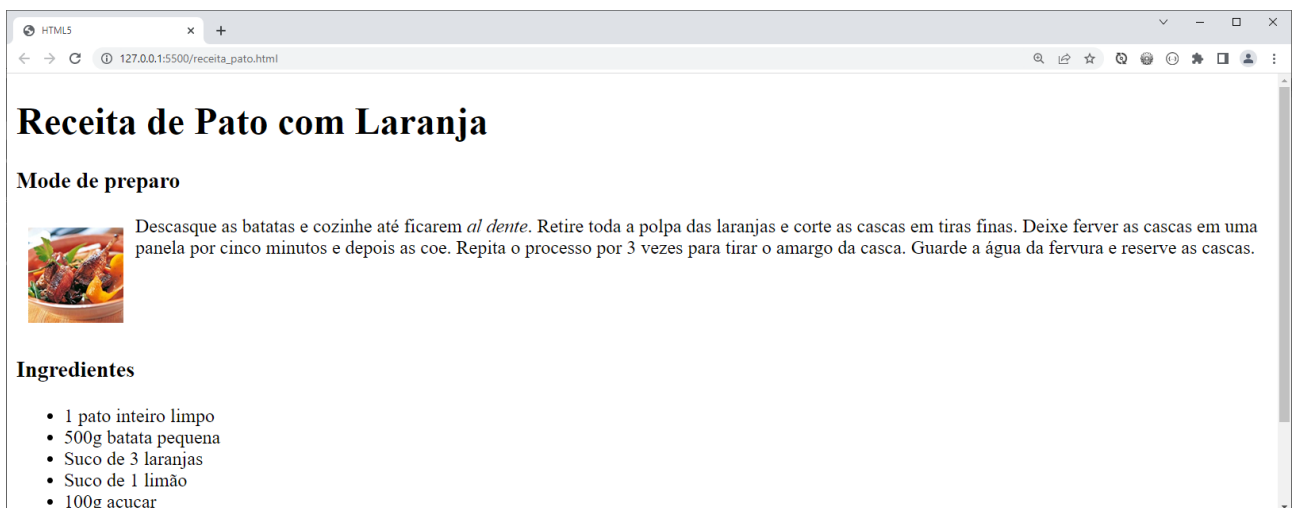 HTML5
127.0.0.1:5500/receita_pato.html
Receita de Pato com Laranja
Mode de preparo
Descasque as batatas e cozinhe até ficarem al dente. Retire toda a polpa das laranjas e corte as cascas em tiras finas. Deixe ferver as cascas em uma
panela por cinco minutos e depois as coe. Repita o processo por 3 vezes para tirar o amargo da casca. Guarde a água da fervura e reserve as cascas.
Ingredientes
• 1 pato inteiro limpo
• 500g batata pequena
• Suco de 3 laranjas
• Suco de 1 limão
• 100g acucar